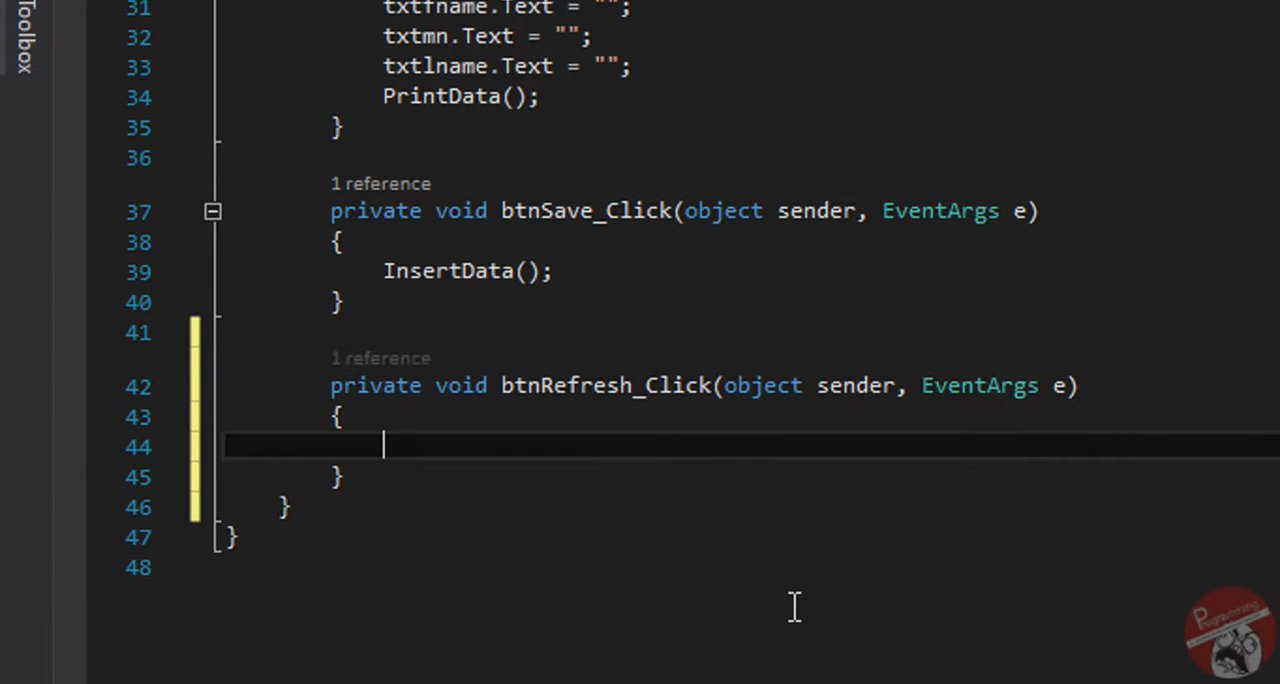 Toolbox
31 txtfname.Text = "";
32 txtmn.Text = "";
33 txtlname.Text = "";
34 PrintData();
35 }
36
1 reference
37 private void btnSave_Click(object sender, EventArgs e)
38 {
39 InsertData();
40 }
41
1 reference
42 private void btnRefresh_Click(object sender, EventArgs e)
43 {
44
45 }
46 }
47 }
48
Programming